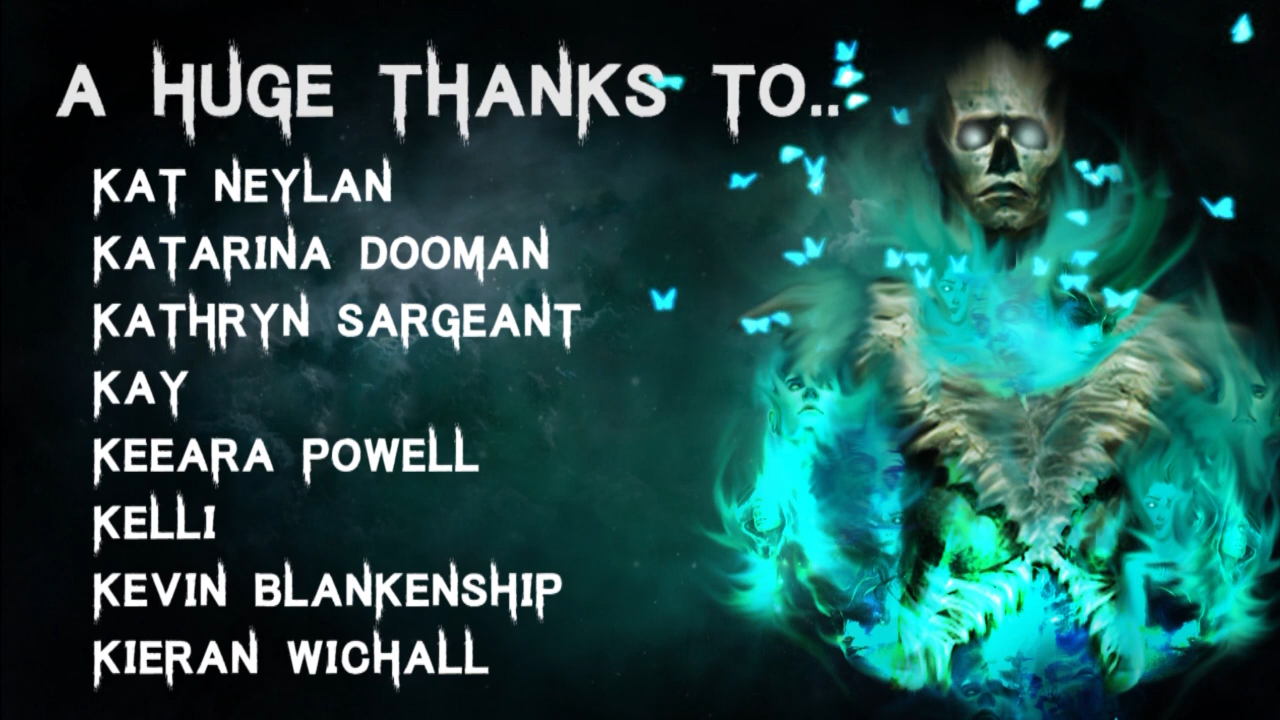 A HUGE THANKS TO..
KAT NEYLAN
KATARINA DOOMAN
KATHRYN SARGEANT
KAY
KEEARA POWELL
KELLI
KEVIN BLANKENSHIP
KIERAN WICHALL